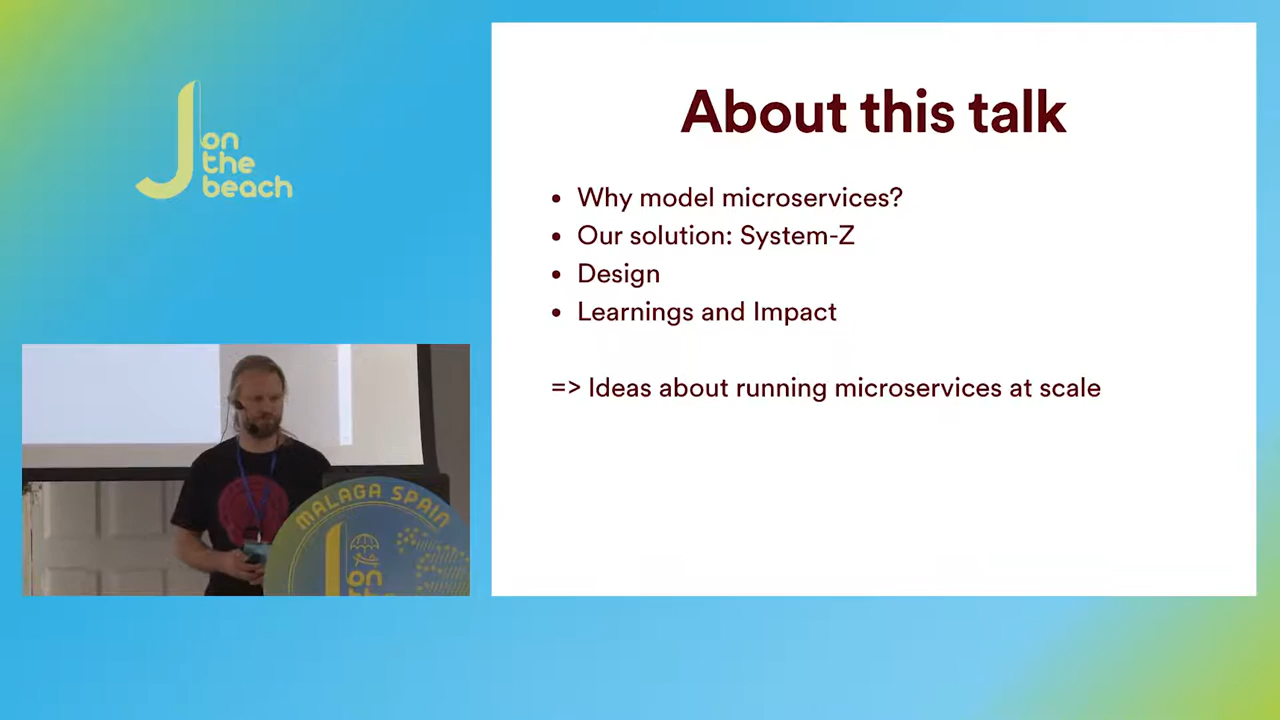 J on
the
beach
About this talk
• Why model microservices?
• Our solution: System-Z
• Design
• Learnings and Impact
=> Ideas about running microservices at scale
MALAGA SPAIN
J on